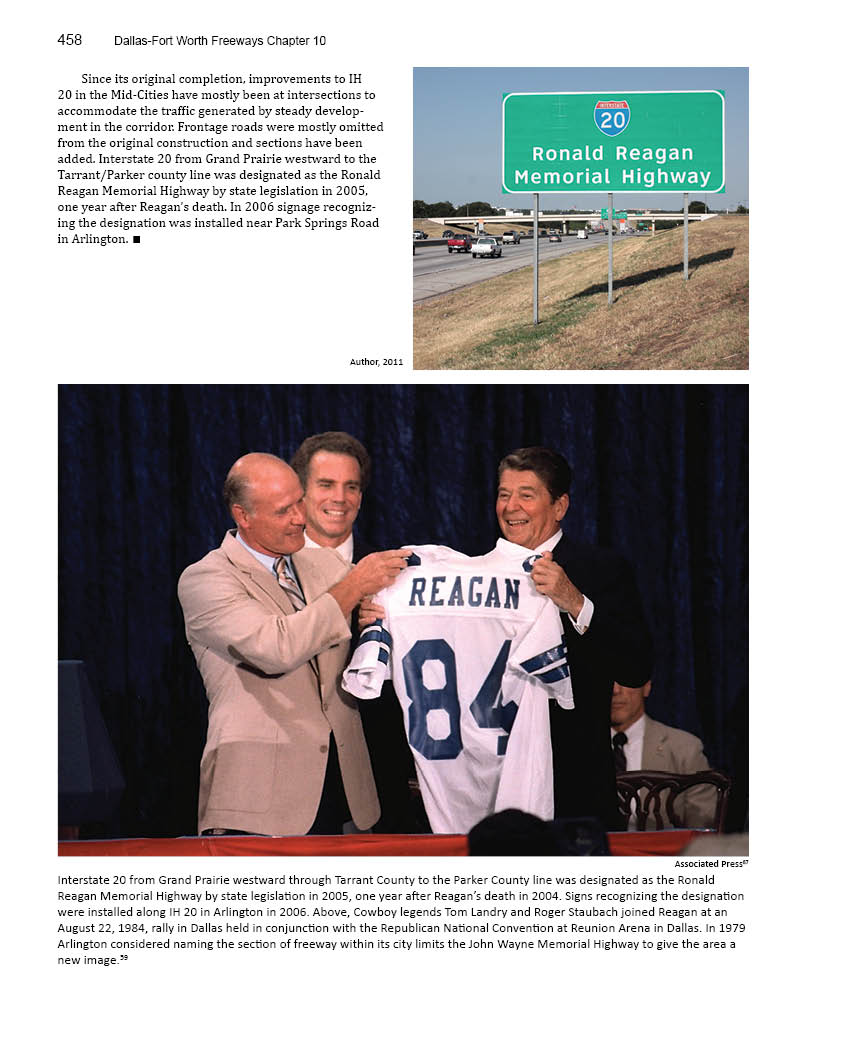 458 Dallas-Fort Worth Freeways Chapter 10
Since its original completion, improvements to IH
20 in the Mid-Cities have mostly been at intersections to
accommodate the traffic generated by steady develop-
ment in the corridor. Frontage roads were mostly omitted
from the original construction and sections have been
added. Interstate 20 from Grand Prairie westward to the
Tarrant/Parker county line was designated as the Ronald
Reagan Memorial Highway by state legislation in 2005,
one year after Reagan's death. In 2006 signage recogniz-
ing the designation was installed near Park Springs Road
in Arlington. ■
INTERSTATE
20
Ronald Reagan
Memorial Highway
Author, 2011
REAGAN
84
Associated Press⁶⁷
Interstate 20 from Grand Prairie westward through Tarrant County to the Parker County line was designated as the Ronald
Reagan Memorial Highway by state legislation in 2005, one year after Reagan's death in 2004. Signs recognizing the designation
were installed along IH 20 in Arlington in 2006. Above, Cowboy legends Tom Landry and Roger Staubach joined Reagan at an
August 22, 1984, rally in Dallas held in conjunction with the Republican National Convention at Reunion Arena in Dallas. In 1979
Arlington considered naming the section of freeway within its city limits the John Wayne Memorial Highway to give the area a
new image.⁵⁹